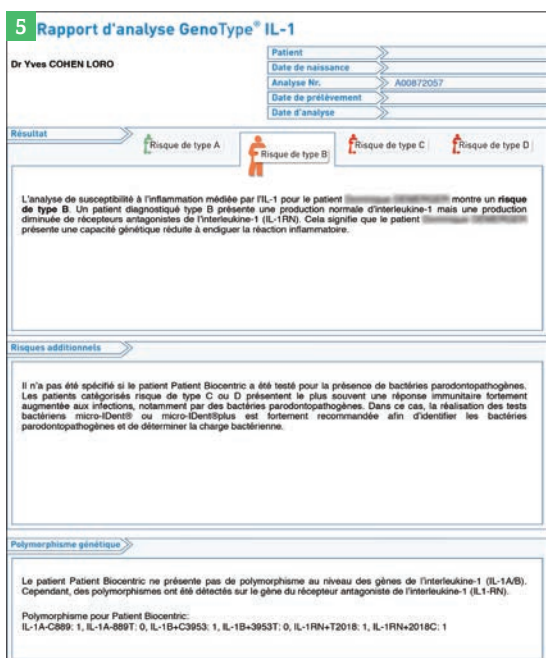 5 Rapport d'analyse GenoType® IL-1
Dr Yves COHEN LORO
Patient
Date de naissance
Analyse Nr. A00872057
Date de prélèvement
Date d'analyse
Résultat
Risque de type A
Risque de type B
Risque de type C
Risque de type D
L'analyse de susceptibilité à l'inflammation médiée par l'IL-1 pour le patient montre un risque
de type B. Un patient diagnostiqué type B présente une production normale d'interleukine-1 mais une production
diminuée de récepteurs antagonistes de l'interleukine-1 (IL-1RN). Cela signifie que le patient
présente une capacité génétique réduite à endiguer la réaction inflammatoire.
Risques additionnels
Il n'a pas été spécifié si le patient Patient Biocentric a été testé pour la présence de bactéries parodontopathogènes.
Les patients catégorisés risque de type C ou D présentent le plus souvent une réponse immunitaire fortement
augmentée aux infections, notamment par des bactéries parodontopathogènes. Dans ce cas, la réalisation des tests
bactériens micro-IDent® ou micro-IDent®plus est fortement recommandée afin d'identifier les bactéries
parodontopathogènes et de déterminer la charge bactérienne.
Polymorphisme génétique
Le patient Patient Biocentric ne présente pas de polymorphisme au niveau des gènes de l'interleukine-1 (IL-1A/B).
Cependant, des polymorphismes ont été détectés sur le gène du récepteur antagoniste de l'interleukine-1 (IL1-RN).
Polymorphisme pour Patient Biocentric:
IL-1A-C889: 1, IL-1A-889T: 0, IL-1B+C3953: 1, IL-1B+3953T: 0, IL-1RN+T2018: 1, IL-1RN+2018C: 1